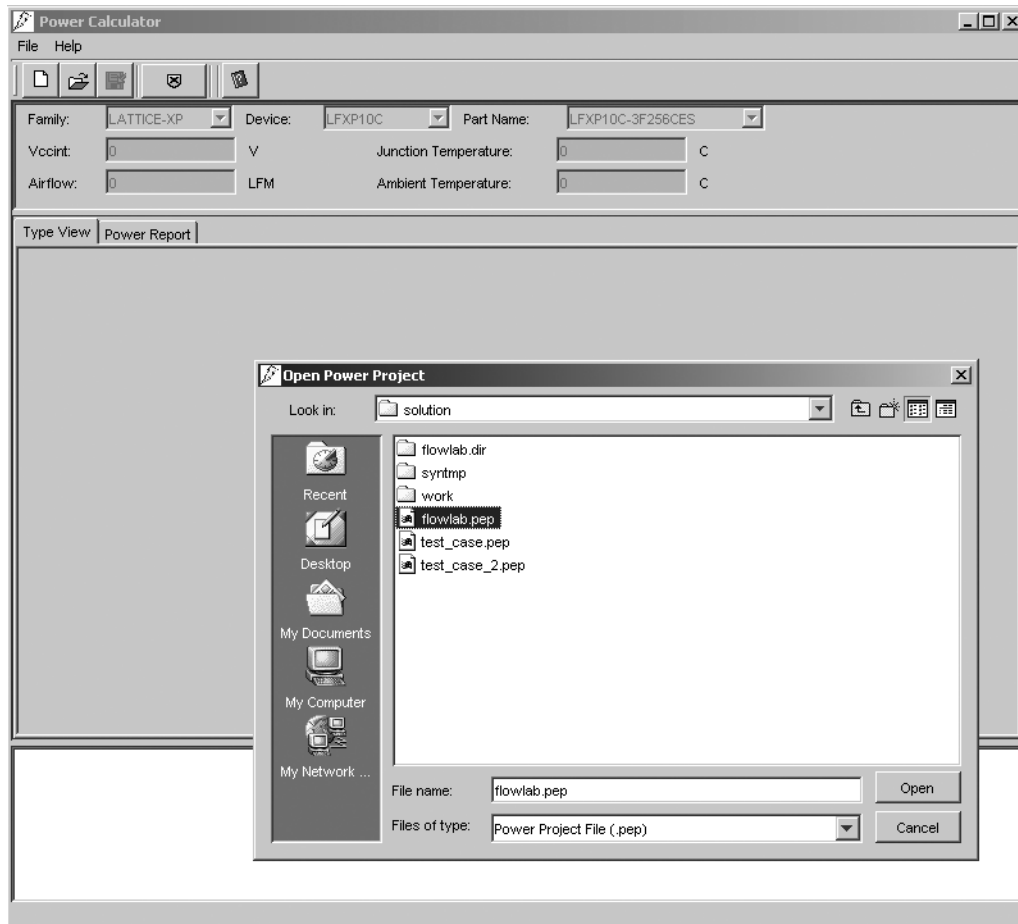 Power Calculator
File Help
Family: LATTICE-XP Device: LFXP10C Part Name: LFXP10C-3F256CES
Vccint: 0 V Junction Temperature: 0 C
Airflow: 0 LFM Ambient Temperature: 0 C
Type View Power Report
Open Power Project
Look in: solution
Recent
Desktop
My Documents
My Computer
My Network ...
flowlab.dir
syntmp
work
flowlab.pep
test_case.pep
test_case_2.pep
File name: flowlab.pep Open
Files of type: Power Project File (.pep) Cancel